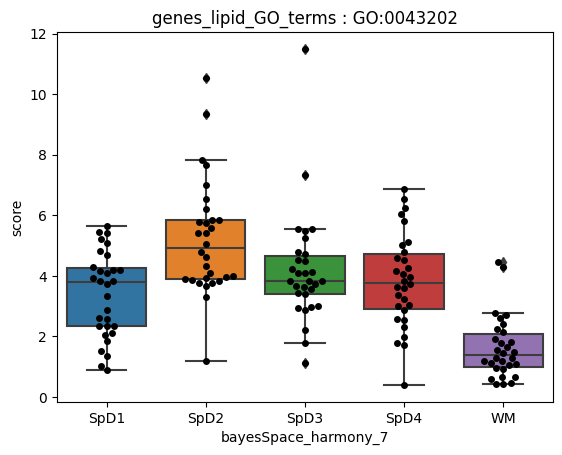 genes_lipid_GO_terms : GO:0043202
score
12
10
8
6
4
2
0
SpD1 SpD2 SpD3 SpD4 WM
bayesSpace_harmony_7